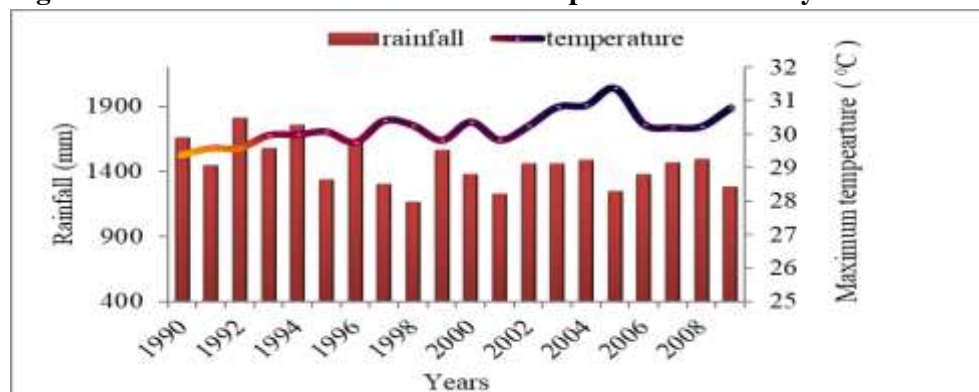 rainfall temperature
Rainfall (mm)
1900
1400
900
400
32
31
30
29
28
27
26
25
Maximum tempearture ( ⁰C)
1990 1992 1994 1996 1998 2000 2002 2004 2006 2008
Years